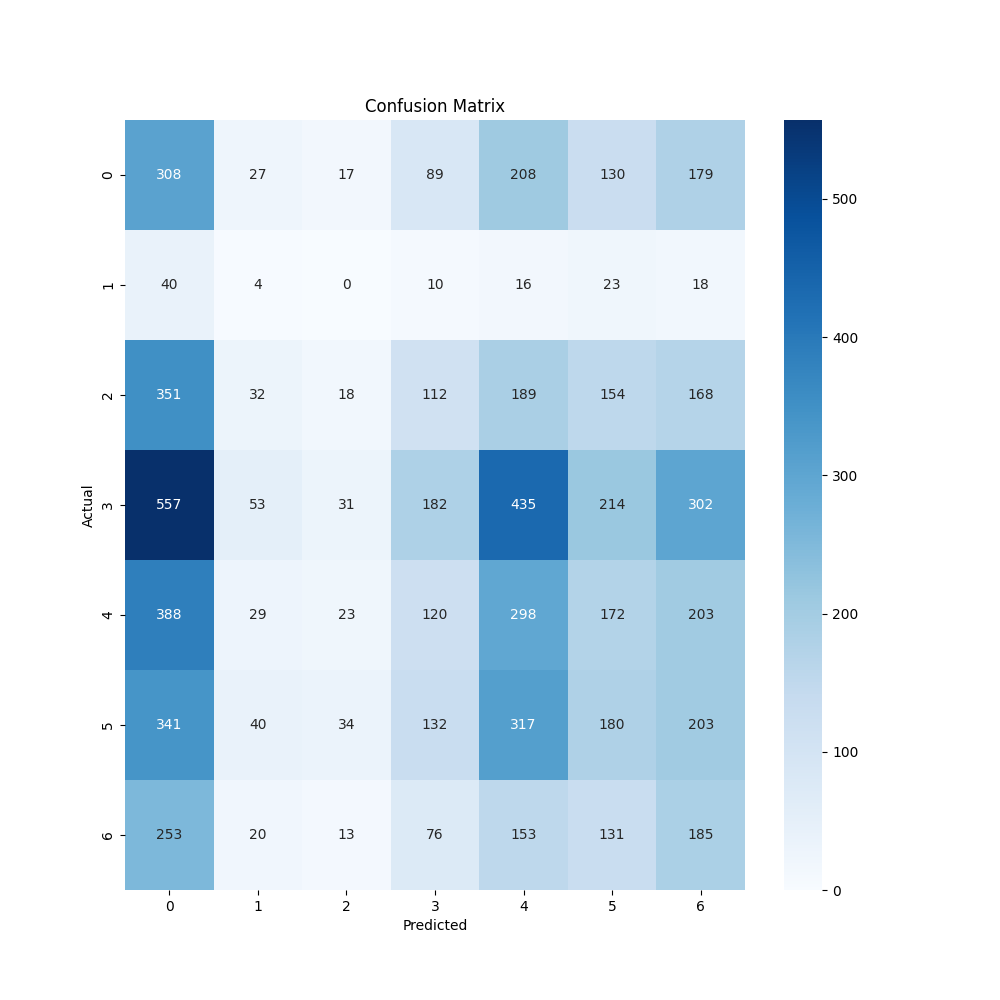 Confusion Matrix
0 308 27 17 89 208 130 179
1 40 4 0 10 16 23 18
2 351 32 18 112 189 154 168
3 557 53 31 182 435 214 302
4 388 29 23 120 298 172 203
5 341 40 34 132 317 180 203
6 253 20 13 76 153 131 185
0 1 2 3 4 5 6
Predicted
Actual
500
400
300
200
100
0